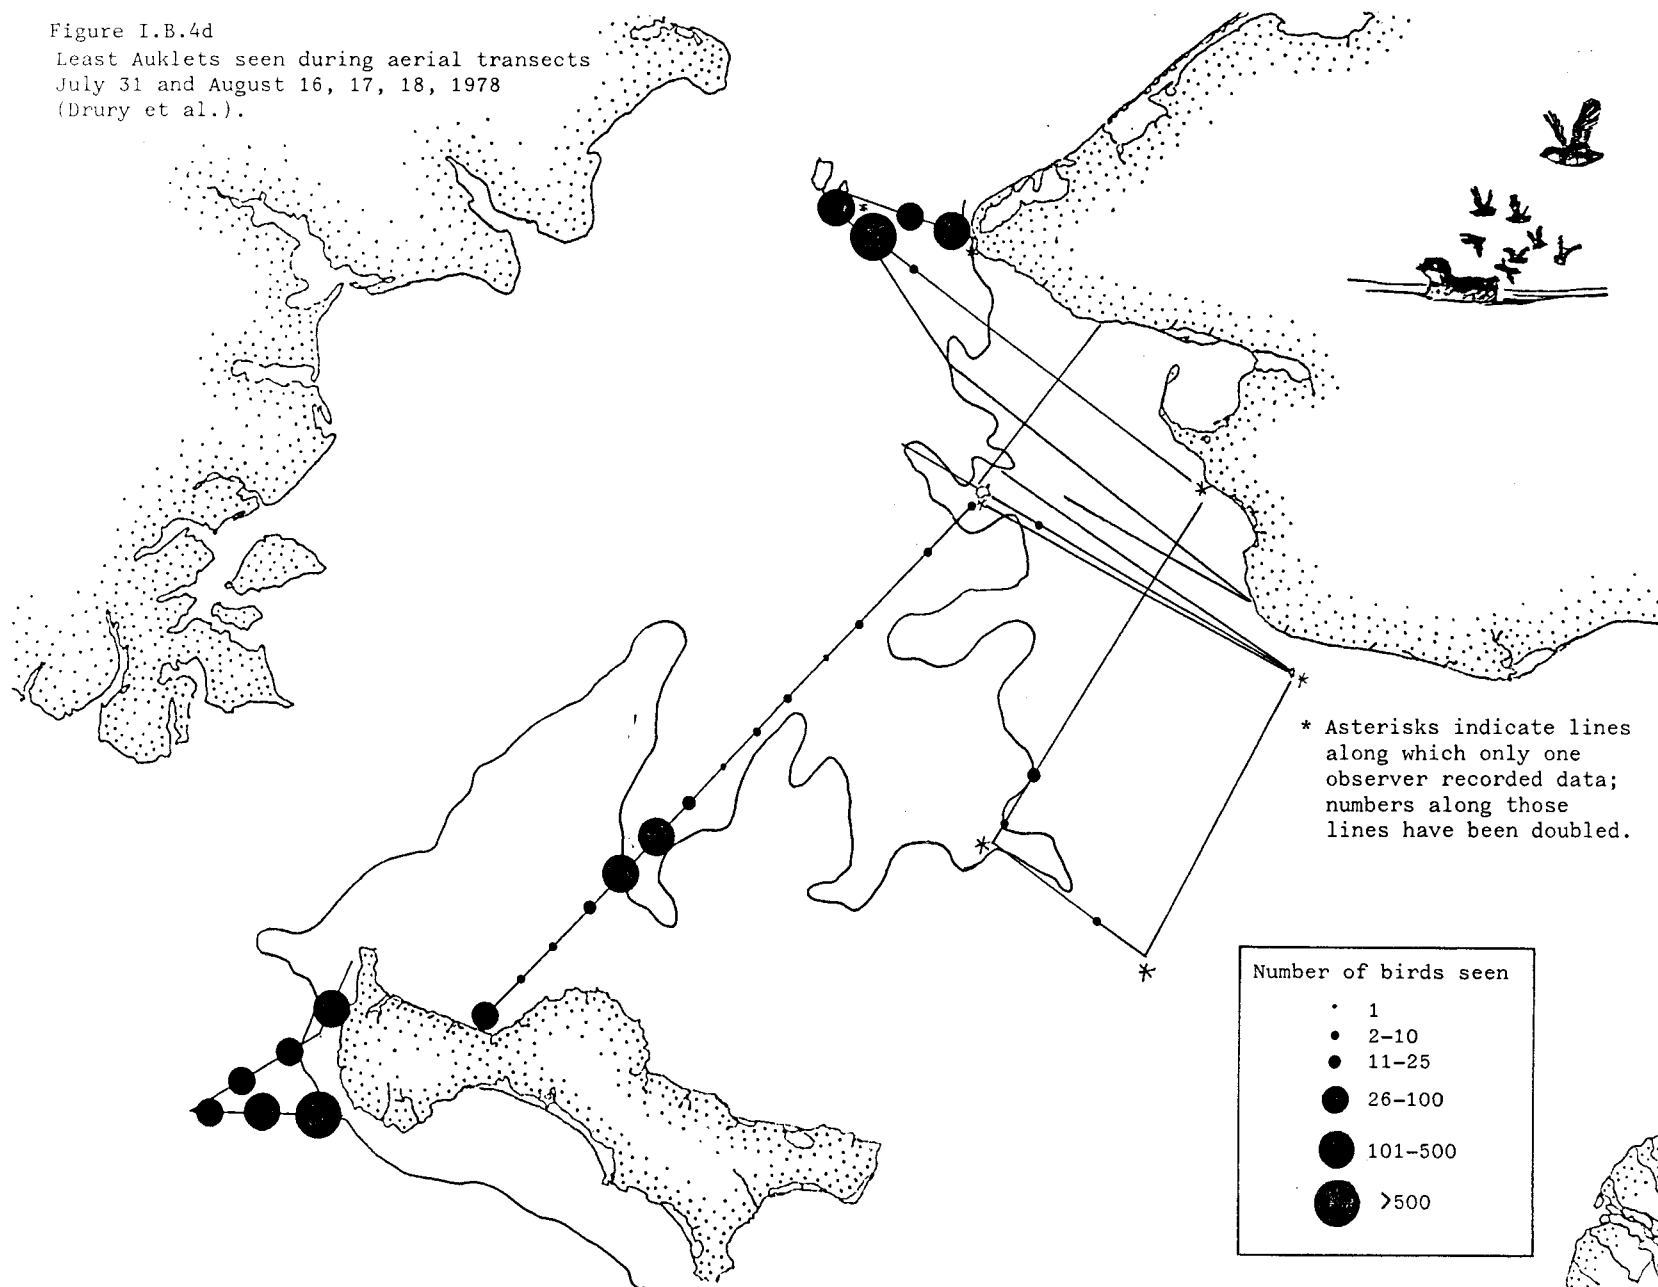 Figure I.B.4d
Least Auklets seen during aerial transects
July 31 and August 16, 17, 18, 1978
(Drury et al.).
* Asterisks indicate lines
along which only one
observer recorded data;
numbers along those
lines have been doubled.
Number of birds seen
1
2-10
11-25
26-100
101-500
>500